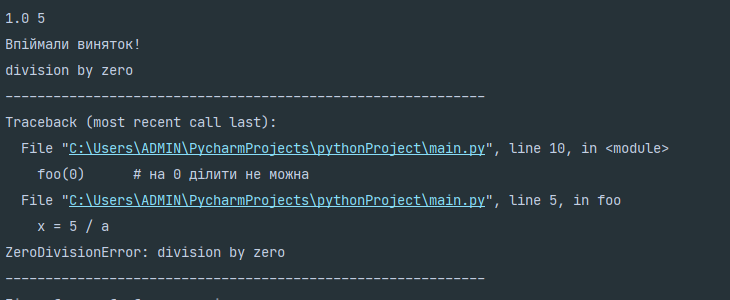 1.0 5
Впіймали виняток!
division by zero
------------------------------------------------------------
Traceback (most recent call last):
  File "C:\Users\ADMIN\PycharmProjects\pythonProject\main.py", line 10, in <module>
    foo(0)      # на 0 ділити не можна
  File "C:\Users\ADMIN\PycharmProjects\pythonProject\main.py", line 5, in foo
    x = 5 / a
ZeroDivisionError: division by zero
------------------------------------------------------------